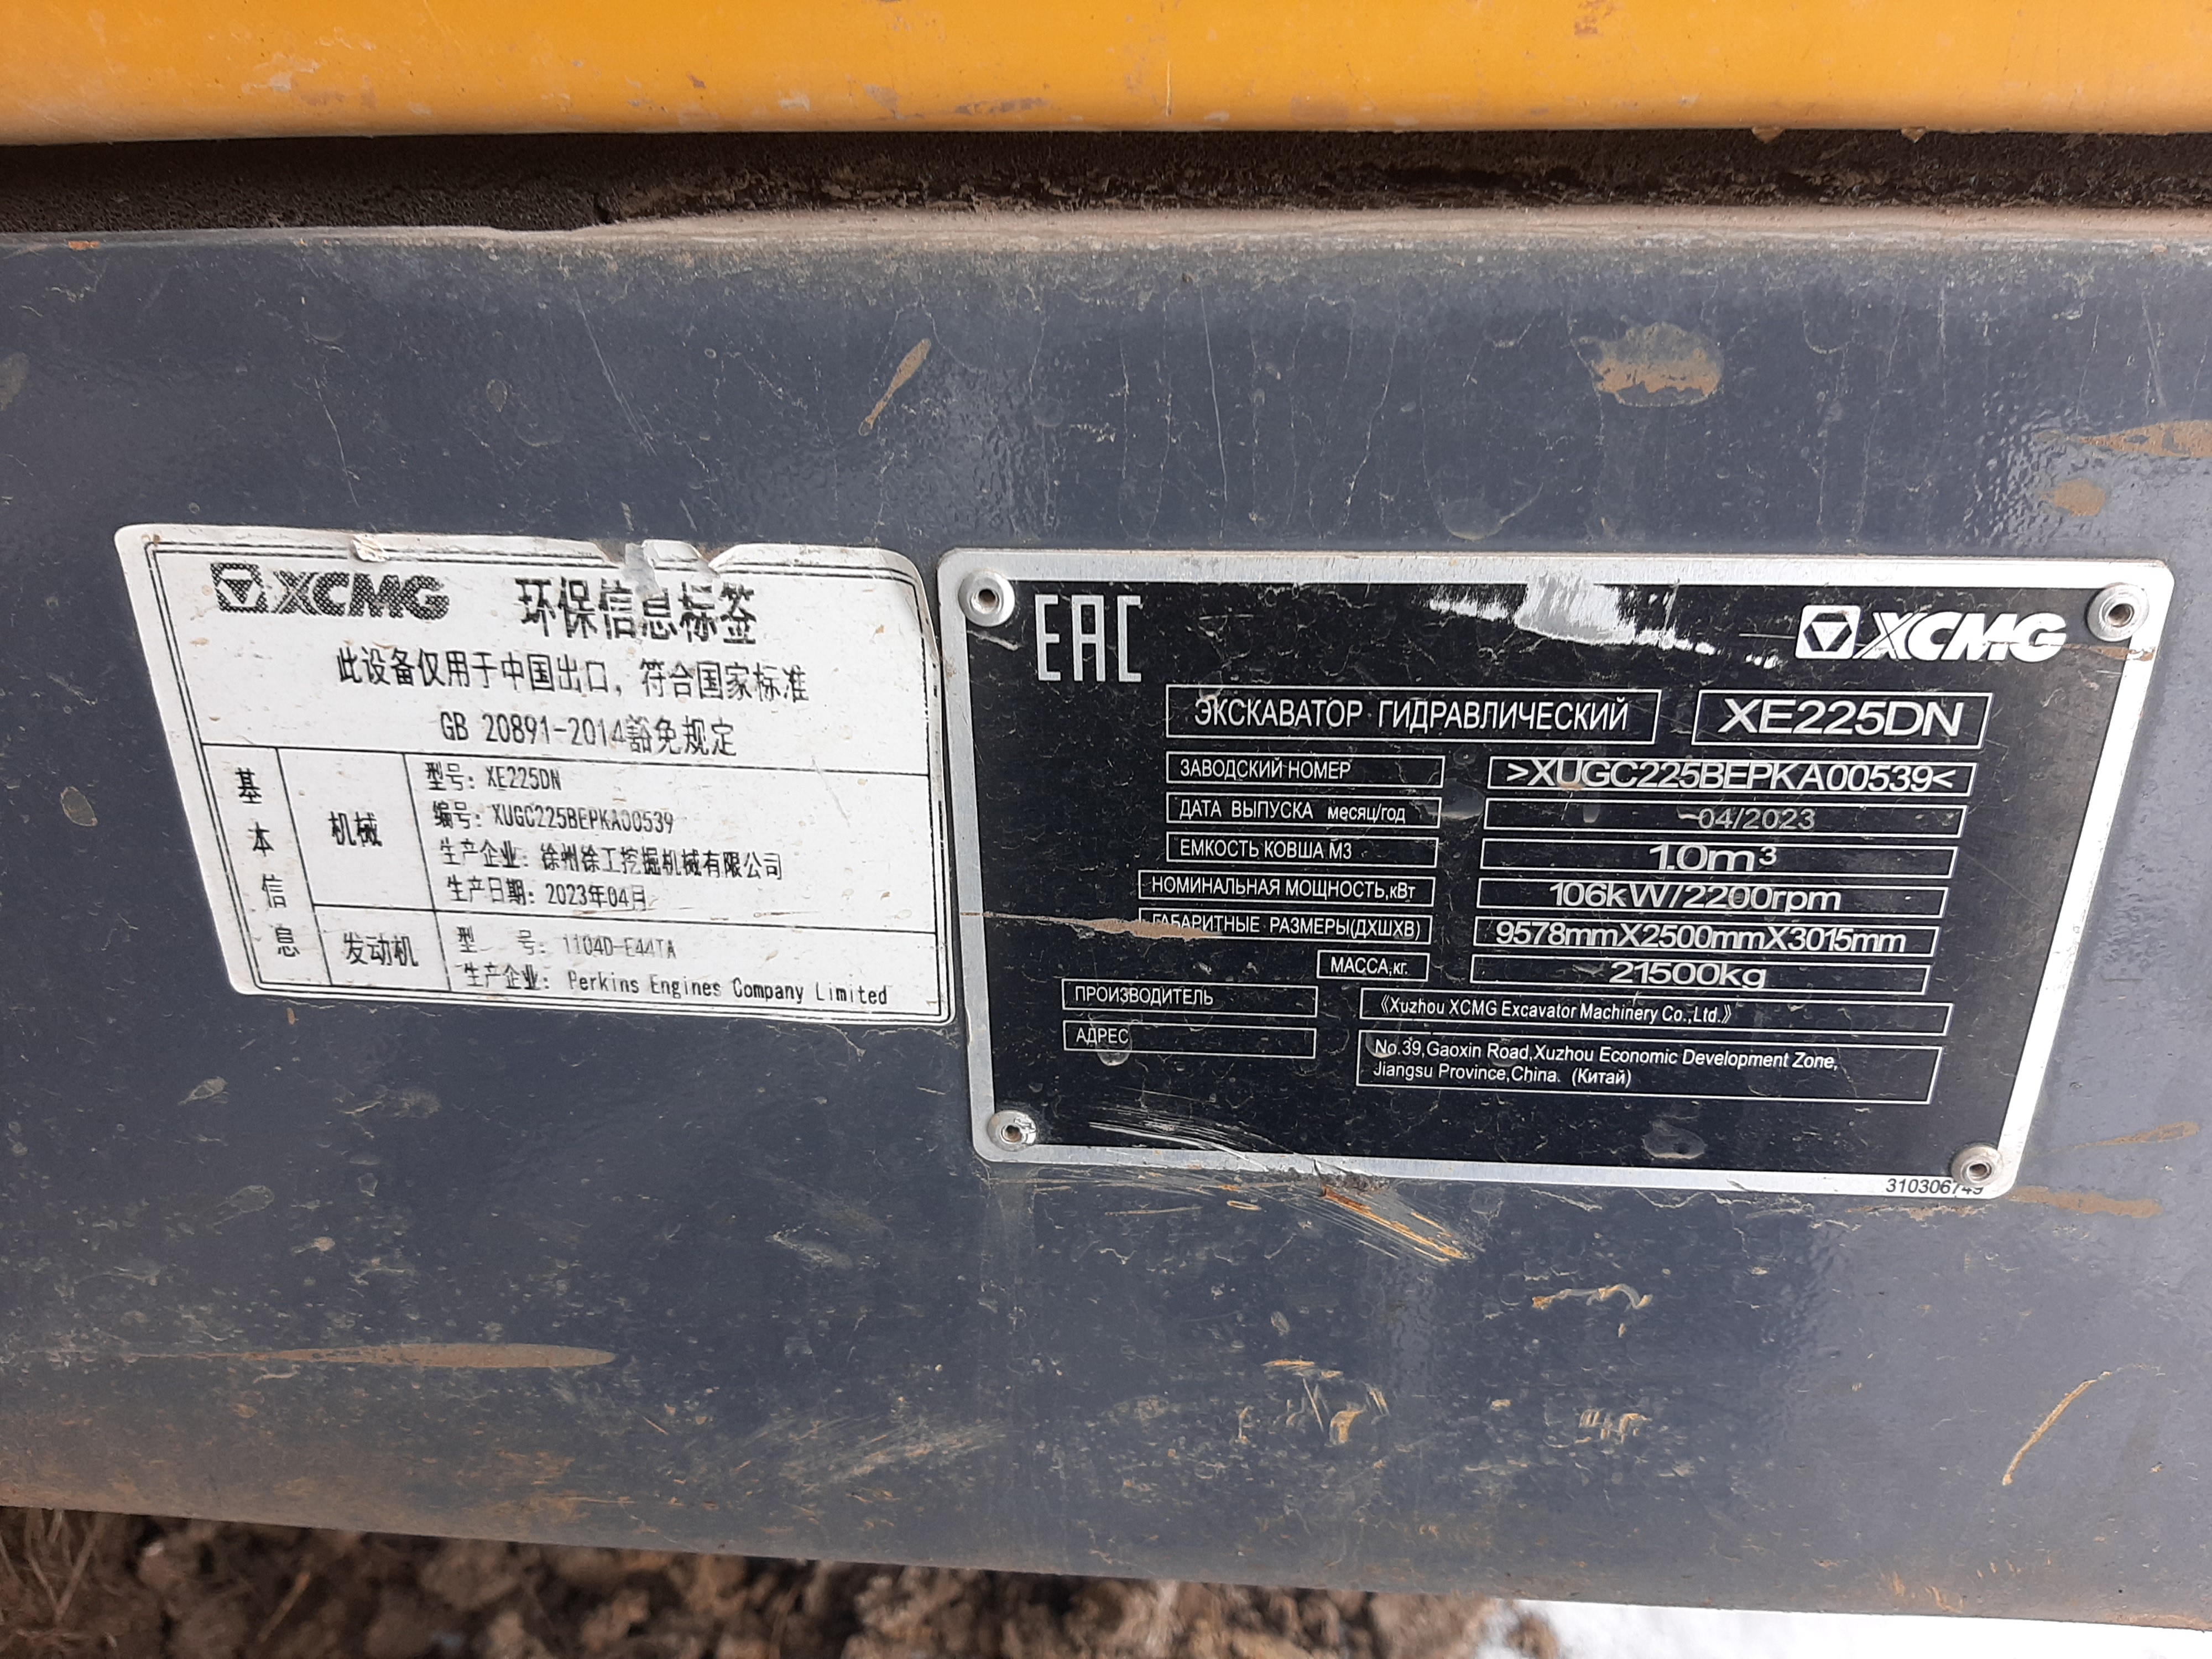 XCMG 环保信息标签
此设备仅用于中国出口，符合国家标准
GB 20891-2014豁免规定
基本信息
机械
型号：XE225DN
编号：XUGC225BEPKA00539
生产企业：徐州徐工挖掘机械有限公司
生产日期：2023年04月
发动机
型 号：1104D-E44TA
生产企业：Perkins Engines Company Limited
EAC XCMG
ЭКСКАВАТОР ГИДРАВЛИЧЕСКИЙ XE225DN
ЗАВОДСКИЙ НОМЕР >XUGC225BEPKA00539<
ДАТА ВЫПУСКА месяц/год 04/2023
ЕМКОСТЬ КОВША М3 1.0m³
НОМИНАЛЬНАЯ МОЩНОСТЬ,кВт 106kW/2200rpm
ГАБАРИТНЫЕ РАЗМЕРЫ(ДХШХВ) 9578mmX2500mmX3015mm
МАССА,кг. 21500kg
ПРОИЗВОДИТЕЛЬ 《Xuzhou XCMG Excavator Machinery Co.,Ltd.》
АДРЕС No.39,Gaoxin Road,Xuzhou Economic Development Zone,
Jiangsu Province,China. (Китай)
310306749